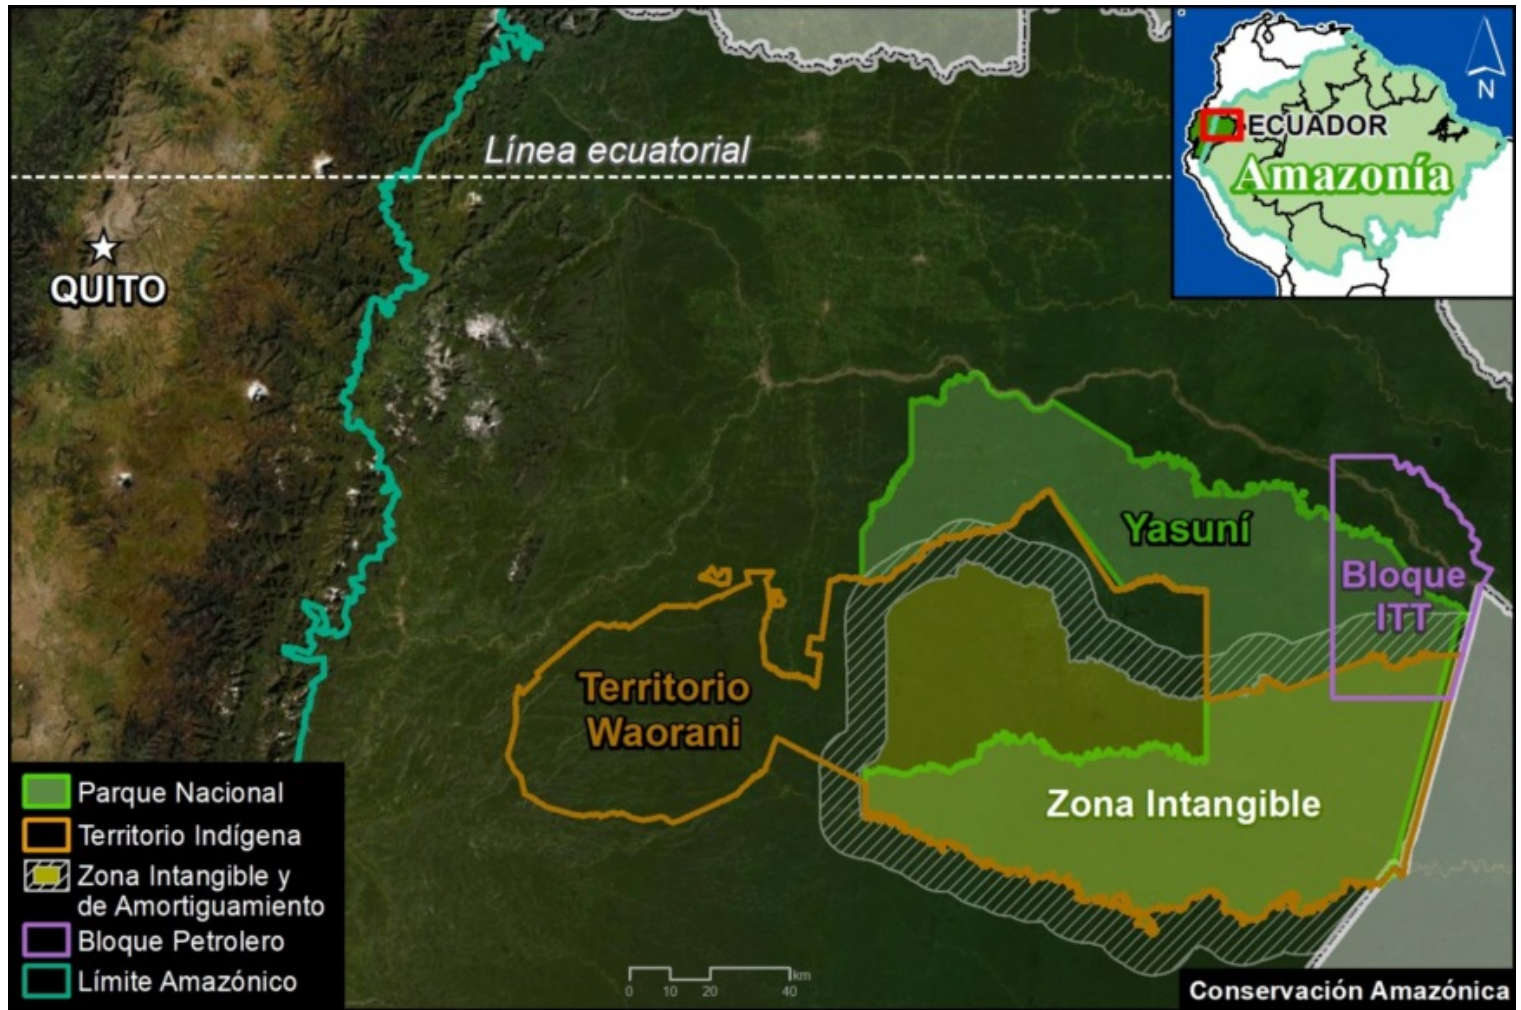 Línea ecuatorial
N
ECUADOR
Amazonía
QUITO
Yasuní
Bloque
ITT
Territorio
Waorani
Zona Intangible
Parque Nacional
Territorio Indígena
Zona Intangible y
de Amortiguamiento
Bloque Petrolero
Límite Amazónico
km
0 10 20 40
Conservación Amazónica